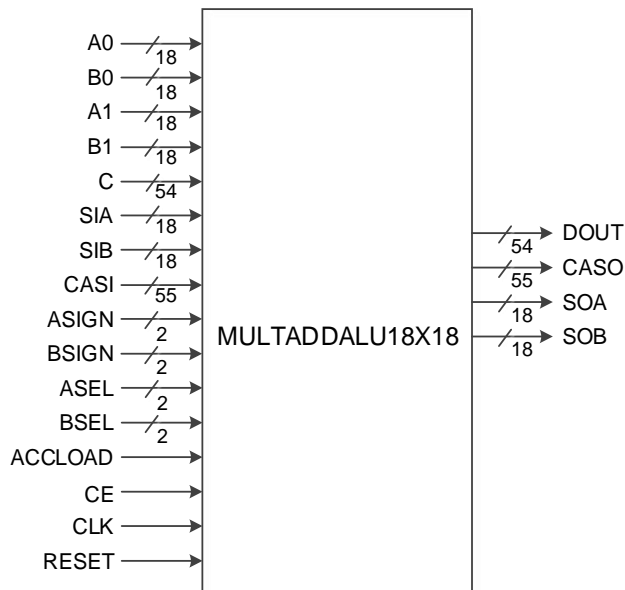 A0
18
B0
18
A1
18
B1
18
C
54
SIA
18
SIB
18
CASI
55
ASIGN
2
BSIGN
2
ASEL
2
BSEL
2
ACCLOAD
CE
CLK
RESET
MULTADDALU18X18
DOUT
54
CASO
55
SOA
18
SOB
18